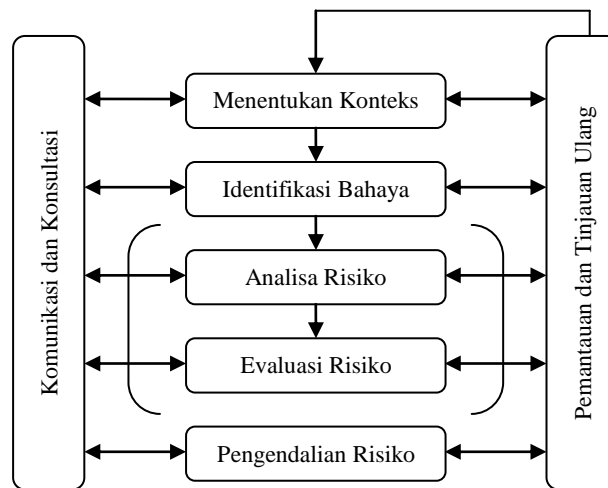 Komunikasi dan Konsultasi
Menentukan Konteks
Identifikasi Bahaya
Analisa Risiko
Evaluasi Risiko
Pengendalian Risiko
Pemantauan dan Tinjauan Ulang